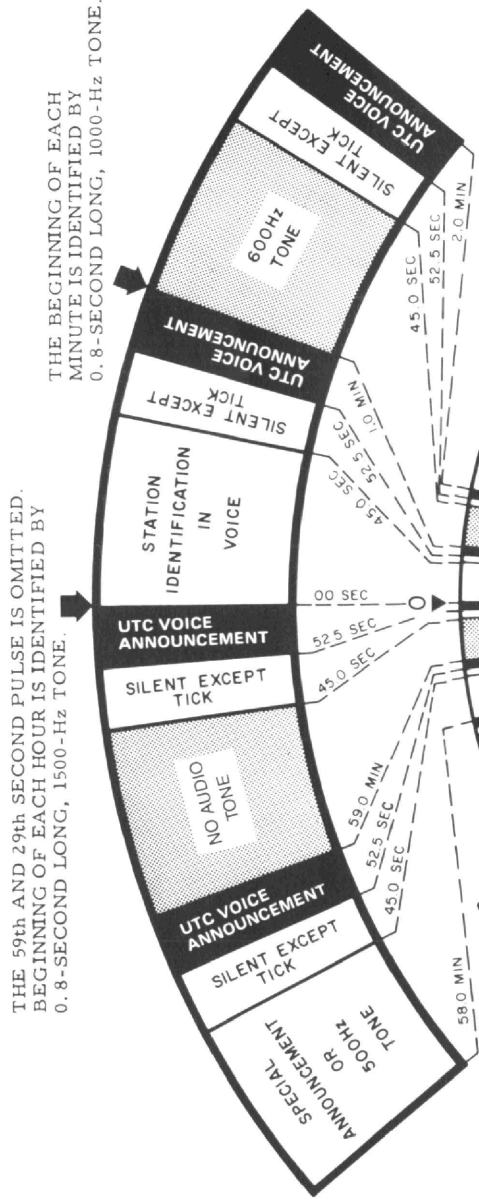 THE 59th AND 29th SECOND PULSE IS OMITTED.
BEGINNING OF EACH HOUR IS IDENTIFIED BY
0.8-SECOND LONG, 1500-Hz TONE.
THE BEGINNING OF EACH
MINUTE IS IDENTIFIED BY
0.8-SECOND LONG, 1000-Hz TONE.
SPECIAL
ANNOUNCEMENT
OR
500Hz
TONE
SILENT EXCEPT
TICK
UTC VOICE
ANNOUNCEMENT
NO AUDIO
TONE
SILENT EXCEPT
TICK
UTC VOICE
ANNOUNCEMENT
STATION
IDENTIFICATION
IN
VOICE
SILENT EXCEPT
TICK
UTC VOICE
ANNOUNCEMENT
600Hz
TONE
SILENT EXCEPT
TICK
UTC VOICE
ANNOUNCEMENT
58.0 MIN
45.0 SEC
52.5 SEC
59.0 MIN
45.0 SEC
52.5 SEC
00 SEC
45.0 SEC
52.5 SEC
1.0 MIN
45.0 SEC
52.5 SEC
2.0 MIN
0